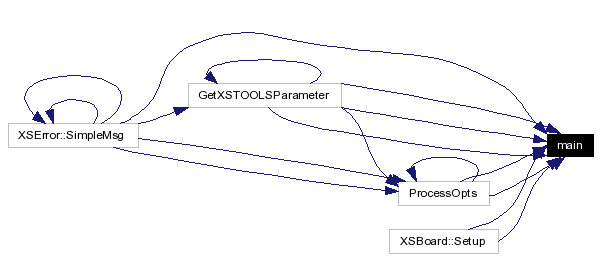 GetXSTOOLSParameter
XSError::SimpleMsg
main
ProcessOpts
XSBoard::Setup